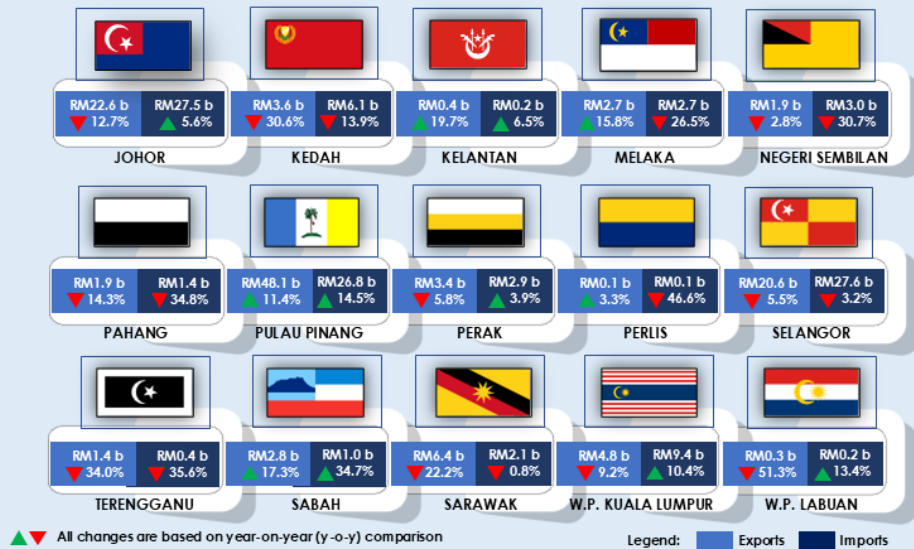 RM22.6 b RM27.5 b RM3.6 b RM6.1 b RM0.4 b RM0.2 b RM2.7 b RM2.7 b RM1.9 b RM3.0 b
12.7% 5.6% 30.6% 13.9% 19.7% 6.5% 15.8% 26.5% 2.8% 30.7%
JOHOR KEDAH KELANTAN MELAKA NEGERI SEMBILAN
RM1.9 b RM1.4 b RM48.1 b RM26.8 b RM3.4 b RM2.9 b RM0.1 b RM0.1 b RM20.6 b RM27.6 b
14.3% 34.8% 11.4% 14.5% 5.8% 3.9% 3.3% 46.6% 5.5% 3.2%
PAHANG PULAU PINANG PERAK PERLIS SELANGOR
RM1.4 b RM0.4 b RM2.8 b RM1.0 b RM6.4 b RM2.1 b RM4.8 b RM9.4 b RM0.3 b RM0.2 b
34.0% 35.6% 17.3% 34.7% 22.2% 0.8% 9.2% 10.4% 51.3% 13.4%
TERENGGANU SABAH SARAWAK W.P. KUALA LUMPUR W.P. LABUAN
All changes are based on year-on-year (y-o-y) comparison Legend: Exports Imports